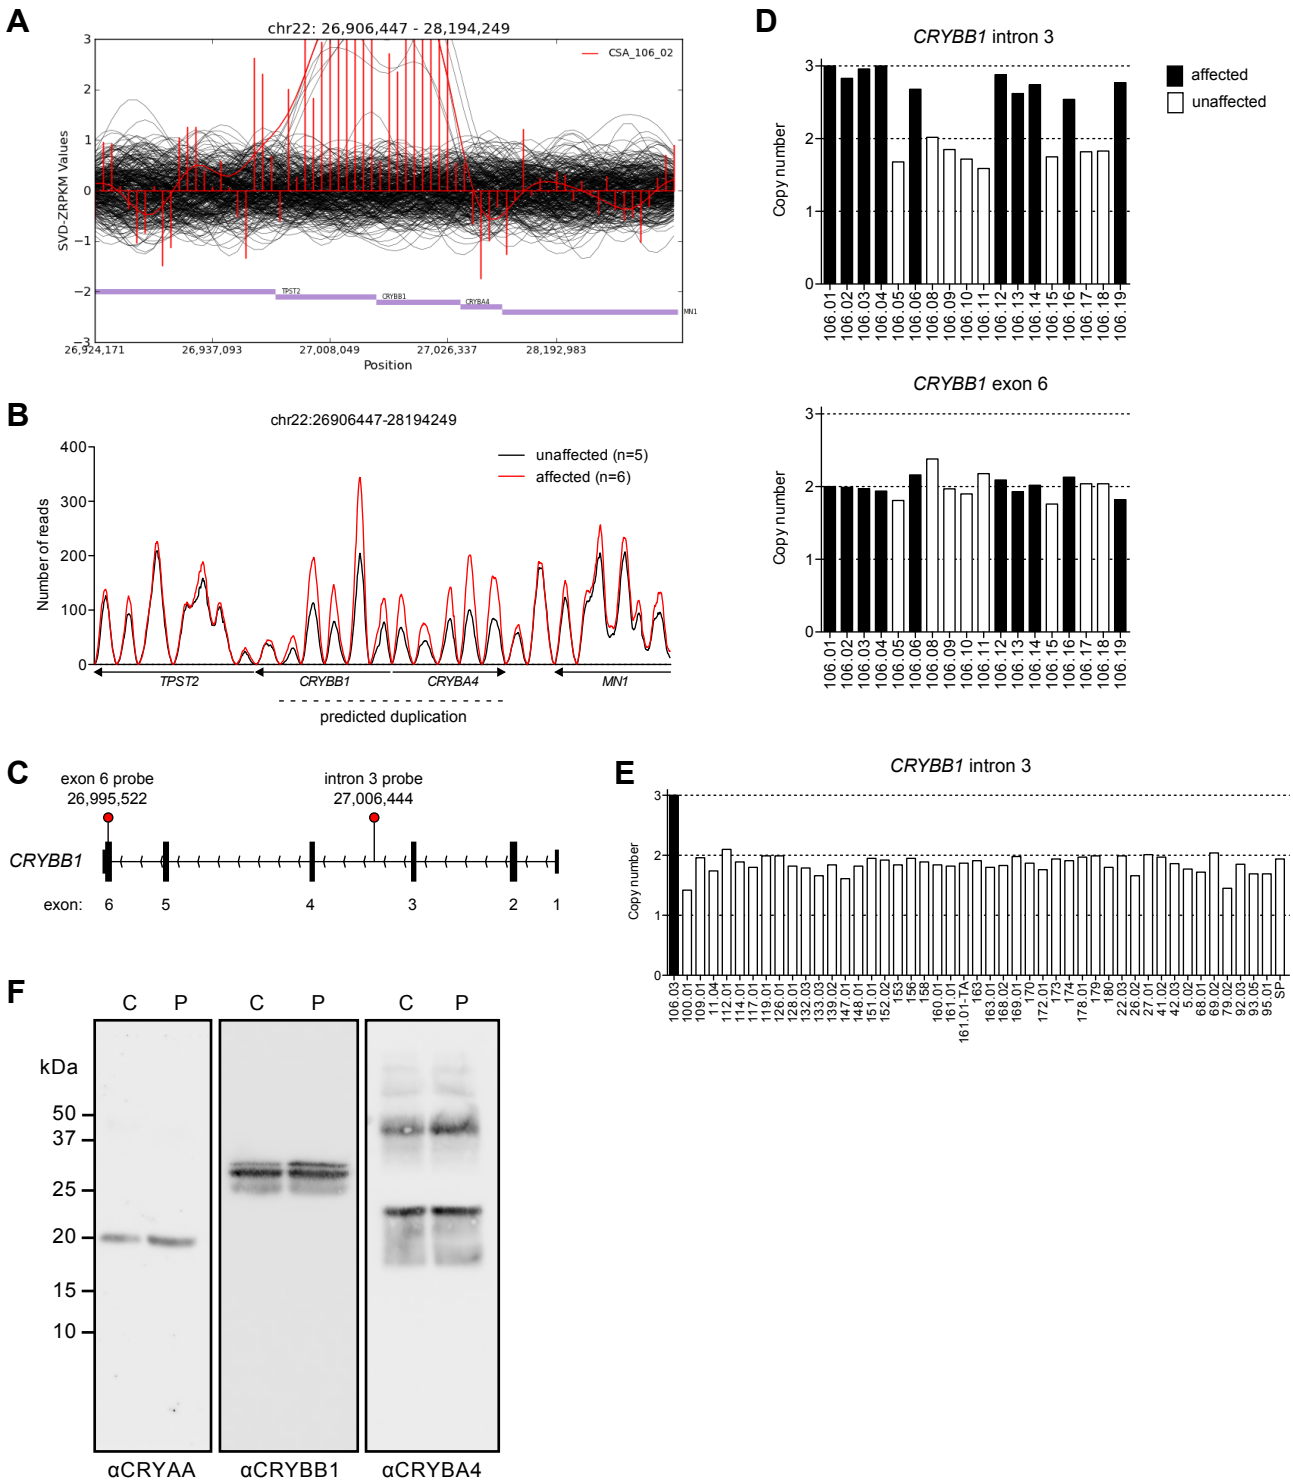 A
chr22: 26,906,447 - 28,194,249
CSA_106_02
SVD-ZRPKM Values
3
2
1
0
−1
−2
−3
TPST2
CRYBB1
CRYBA4
MN1
26,924,171
26,937,093
27,008,049
27,026,337
28,192,983
Position
B
chr22:26906447-28194249
unaffected (n=5)
affected (n=6)
Number of reads
400
300
200
100
0
TPST2
CRYBB1
CRYBA4
MN1
predicted duplication
C
exon 6 probe
26,995,522
intron 3 probe
27,006,444
CRYBB1
exon:
6
5
4
3
2
1
D
CRYBB1 intron 3
affected
unaffected
Copy number
3
2
1
0
106.01
106.02
106.03
106.04
106.05
106.06
106.08
106.09
106.10
106.11
106.12
106.13
106.14
106.15
106.16
106.17
106.18
106.19
CRYBB1 exon 6
Copy number
3
2
1
0
106.01
106.02
106.03
106.04
106.05
106.06
106.08
106.09
106.10
106.11
106.12
106.13
106.14
106.15
106.16
106.17
106.18
106.19
E
CRYBB1 intron 3
Copy number
3
2
1
0
106.03
100.01
109.01
11.04
112.01
114.01
117.01
119.01
126.01
128.01
132.03
133.03
139.02
147.01
148.01
151.01
152.02
153
156
158
160.01
161.01
161.01-TA
163
163.01
168.02
169.01
170
172.01
173
174
178.01
179
180
22.03
26.02
27.01
41.02
42.03
5.02
68.01
69.02
79.02
92.03
93.05
95.01
SP
F
C P
C P
C P
kDa
50
37
25
20
15
10
αCRYAA
αCRYBB1
αCRYBA4